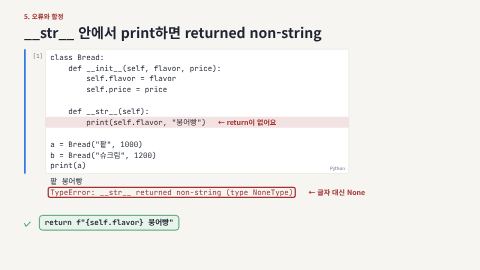 5. 오류와 함정
__str__ 안에서 print하면 returned non-string
[1]
class Bread:
    def __init__(self, flavor, price):
        self.flavor = flavor
        self.price = price
    def __str__(self):
        print(self.flavor, "붕어빵") ← return이 없어요
a = Bread("팥", 1000)
b = Bread("슈크림", 1200)
print(a)
Python
팥 붕어빵
TypeError: __str__ returned non-string (type NoneType) ← 글자 대신 None
✓ return f"{self.flavor} 붕어빵"